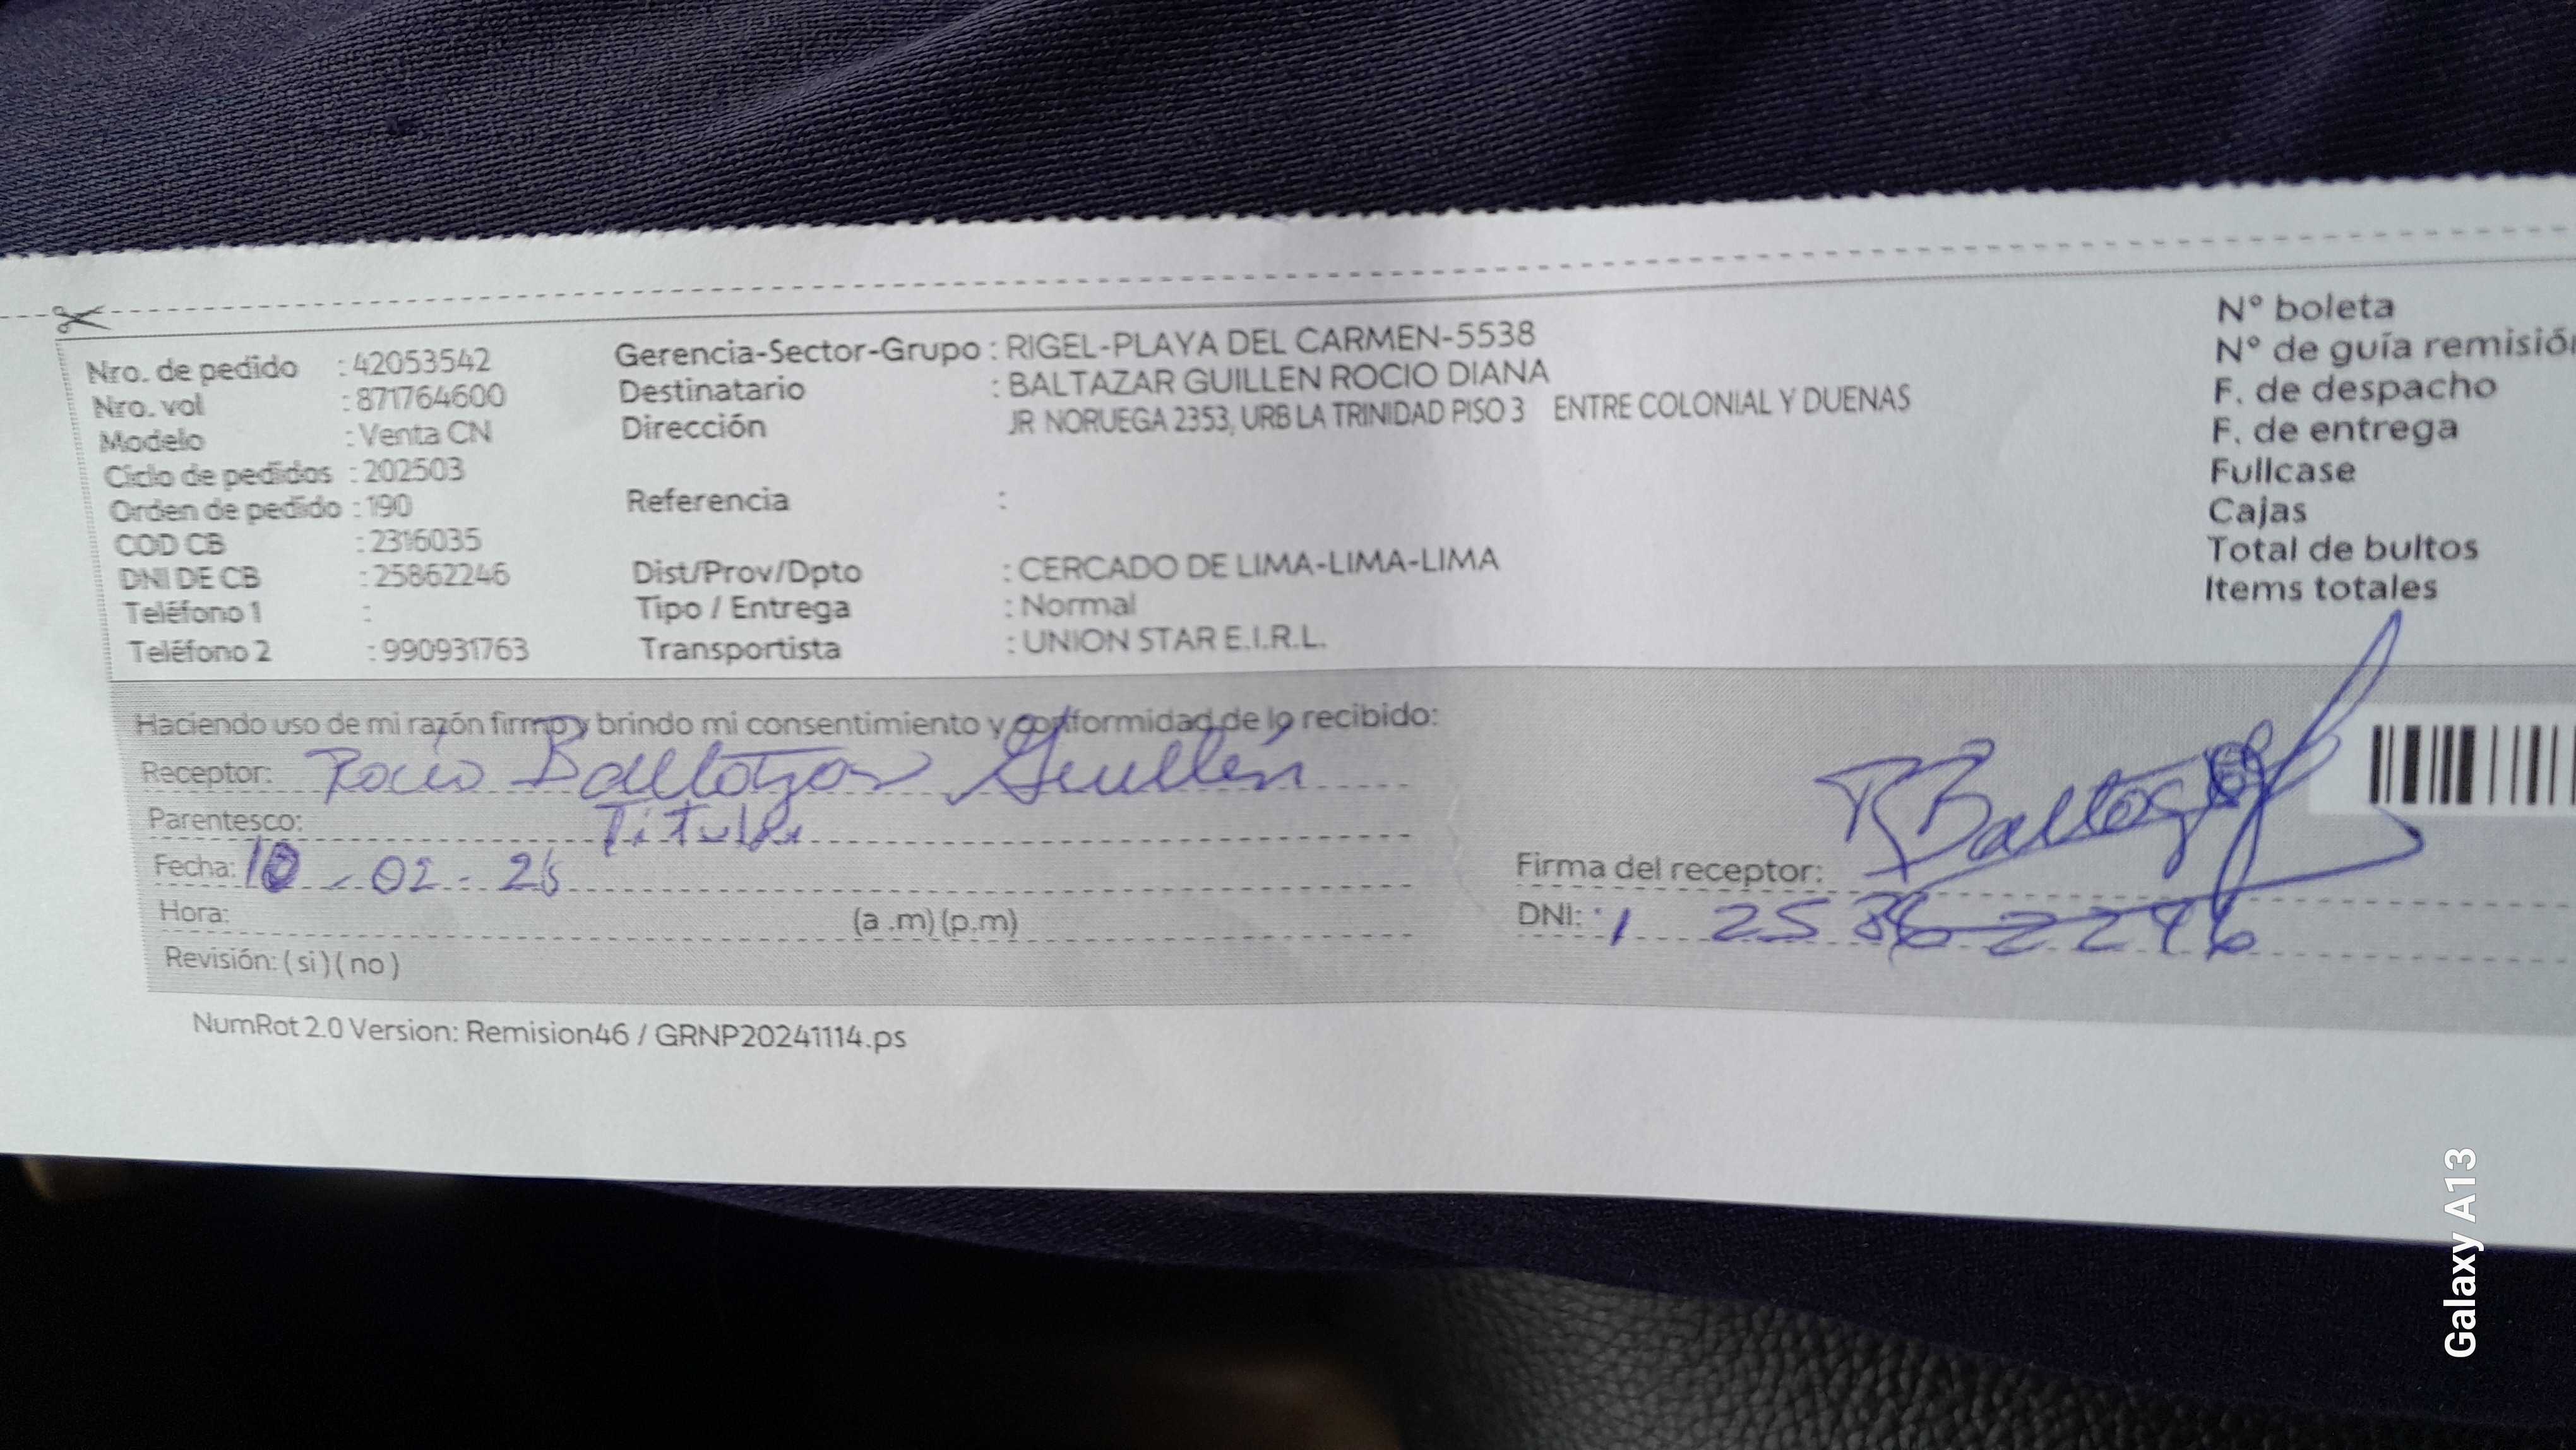 Nro. de pedido : 42053542
Nro. vol : 871764600
Modelo : Venta CN
Ciclo de pedidos : 202503
Orden de pedido : 190
COD CB : 2316035
DNI DE CB : 25862246
Teléfono 1 :
Teléfono 2 : 990931763
Gerencia-Sector-Grupo : RIGEL-PLAYA DEL CARMEN-5538
Destinatario : BALTAZAR GUILLEN ROCIO DIANA
Dirección JR NORUEGA 2353, URB LA TRINIDAD PISO 3 ENTRE COLONIAL Y DUENAS
Referencia :
Dist/Prov/Dpto : CERCADO DE LIMA-LIMA-LIMA
Tipo / Entrega : Normal
Transportista : UNION STAR E.I.R.L.
N° boleta
N° de guía remisión
F. de despacho
F. de entrega
Fullcase
Cajas
Total de bultos
Items totales
Haciendo uso de mi razón firmo y brindo mi consentimiento y conformidad de lo recibido:
Receptor: Rocio Baltazar Guillén
Parentesco: Titular
Fecha: 10 - 02 - 25
Hora: (a .m) (p.m)
Revisión: ( si ) ( no )
Firma del receptor: RBaltazar
DNI: 25862246
NumRot 2.0 Version: Remision46 / GRNP20241114.ps
Galaxy A13